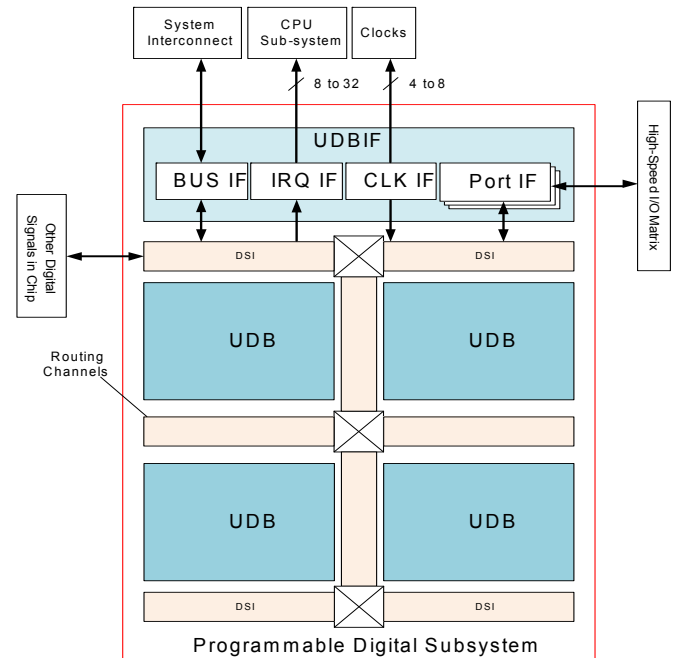 System
Interconnect
CPU
Sub-system
Clocks
8 to 32
4 to 8
High-Speed I/O Matrix
UDBIF
BUS IF
IRQ IF
CLK IF
Port IF
Other Digital
Signals in Chip
DSI
DSI
UDB
UDB
Routing
Channels
UDB
UDB
DSI
DSI
Programmable Digital Subsystem